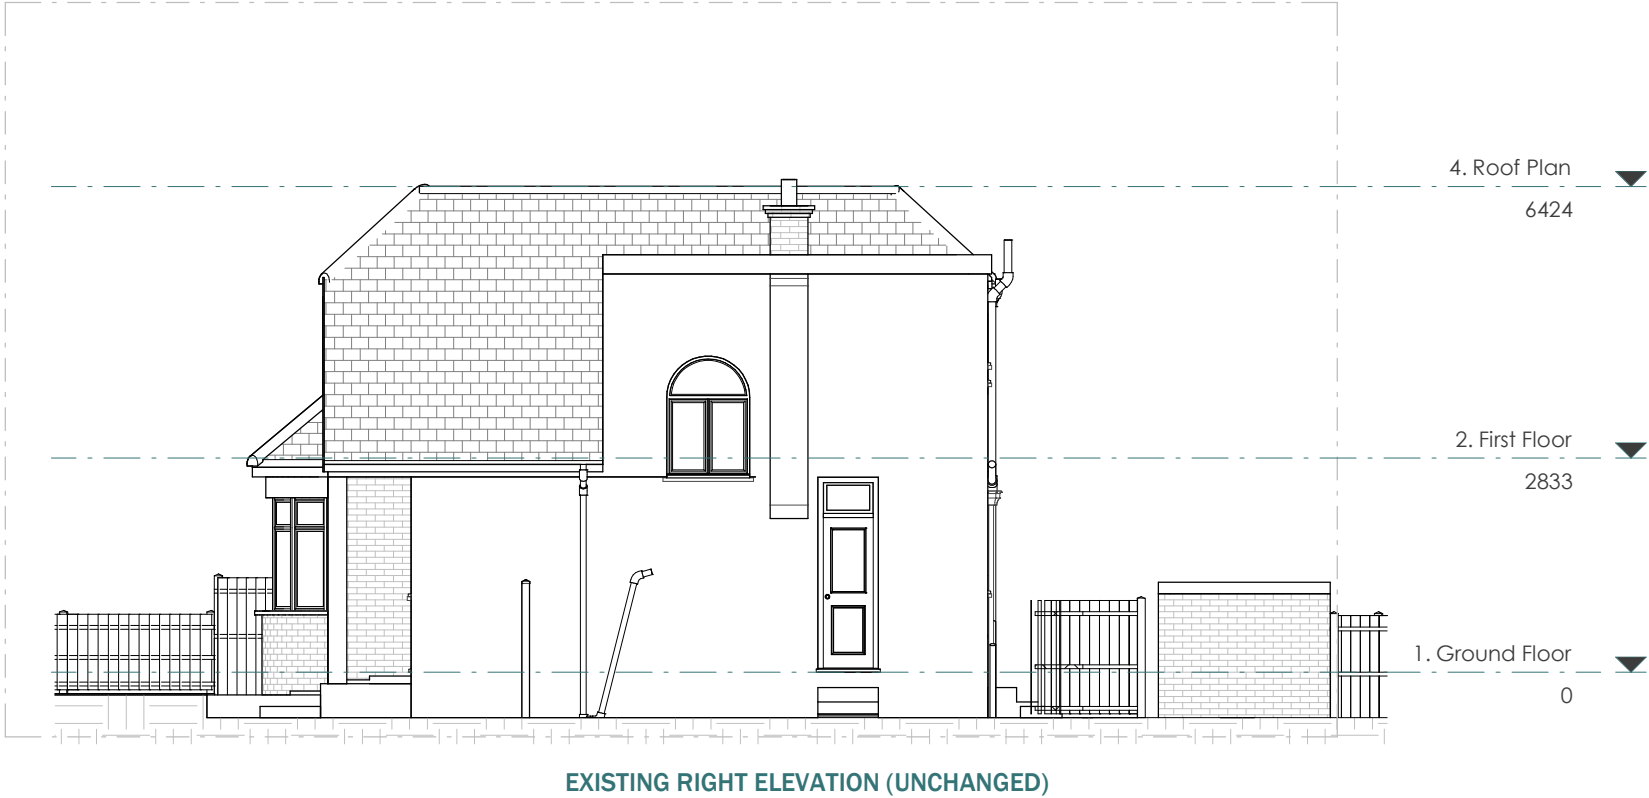 4. Roof Plan
6424
2. First Floor
2833
1. Ground Floor
0
EXISTING RIGHT ELEVATION (UNCHANGED)